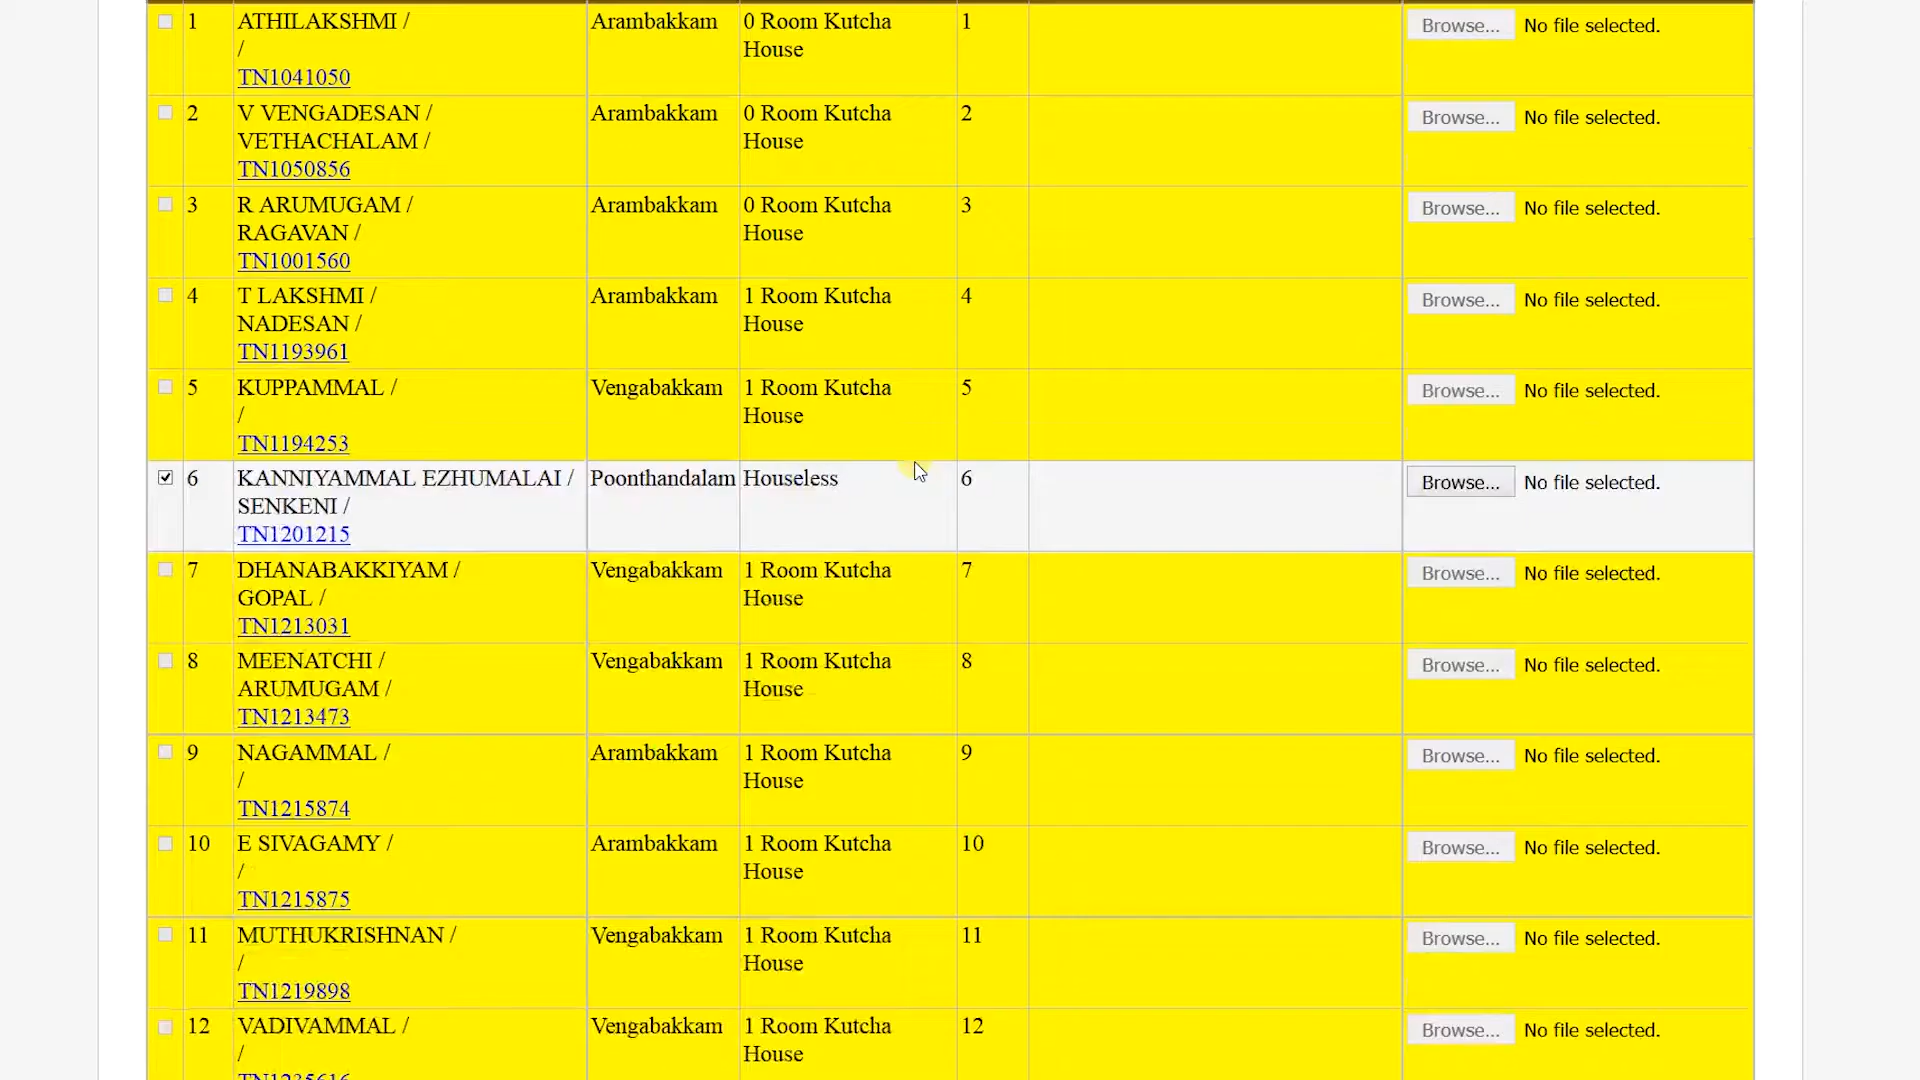 1 ATHILAKSHMI / Arambakkam 0 Room Kutcha 1 Browse... No file selected.
/ House
TN1041050
2 V VENGADESAN / Arambakkam 0 Room Kutcha 2 Browse... No file selected.
VETHACHALAM / House
TN1050856
3 R ARUMUGAM / Arambakkam 0 Room Kutcha 3 Browse... No file selected.
RAGAVAN / House
TN1001560
4 T LAKSHMI / Arambakkam 1 Room Kutcha 4 Browse... No file selected.
NADESAN / House
TN1193961
5 KUPPAMMAL / Vengabakkam 1 Room Kutcha 5 Browse... No file selected.
/ House
TN1194253
6 KANNIYAMMAL EZHUMALAI / Poonthandalam Houseless 6 Browse... No file selected.
SENKENI /
TN1201215
7 DHANABAKKIYAM / Vengabakkam 1 Room Kutcha 7 Browse... No file selected.
GOPAL / House
TN1213031
8 MEENATCHI / Vengabakkam 1 Room Kutcha 8 Browse... No file selected.
ARUMUGAM / House
TN1213473
9 NAGAMMAL / Arambakkam 1 Room Kutcha 9 Browse... No file selected.
/ House
TN1215874
10 E SIVAGAMY / Arambakkam 1 Room Kutcha 10 Browse... No file selected.
/ House
TN1215875
11 MUTHUKRISHNAN / Vengabakkam 1 Room Kutcha 11 Browse... No file selected.
/ House
TN1219898
12 VADIVAMMAL / Vengabakkam 1 Room Kutcha 12 Browse... No file selected.
/ House